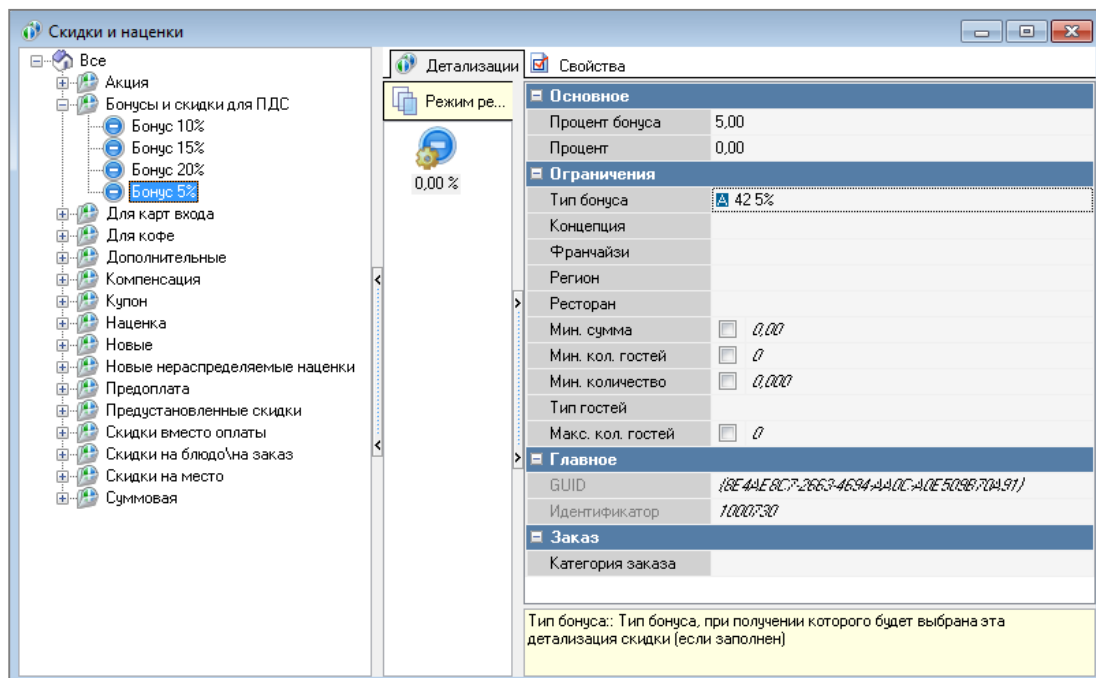 Скидки и наценки
Все
Акция
Бонусы и скидки для ПДС
Бонус 10%
Бонус 15%
Бонус 20%
Бонус 5%
Для карт входа
Для кофе
Дополнительные
Компенсация
Купон
Наценка
Новые
Новые нераспределяемые наценки
Предоплата
Предустановленные скидки
Скидки вместо оплаты
Скидки на блюдо\на заказ
Скидки на место
Суммовая
Детализации
Свойства
Режим ре...
0,00 %
Основное
Процент бонуса 5,00
Процент 0,00
Ограничения
Тип бонуса A 42 5%
Концепция
Франчайзи
Регион
Ресторан
Мин. сумма 0,00
Мин. кол. гостей 0
Мин. количество 0,000
Тип гостей
Макс. кол. гостей 0
Главное
GUID {8E4AE8C7-2663-4694-AA0C-A0E509B70A91}
Идентификатор 1000730
Заказ
Категория заказа
Тип бонуса:: Тип бонуса, при получении которого будет выбрана эта
детализация скидки (если заполнен)